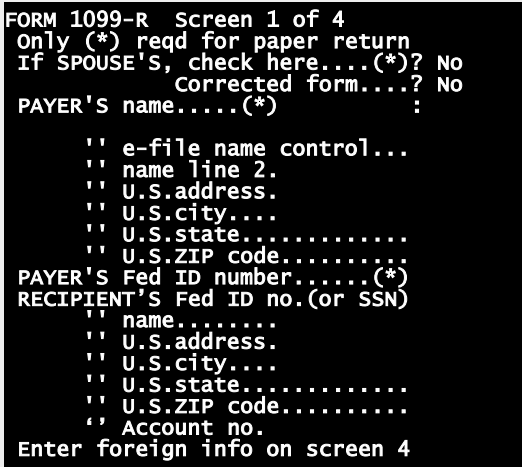 FORM 1099-R  Screen 1 of 4
Only (*) reqd for paper return
If SPOUSE'S, check here....(*)? No
Corrected form....? No
PAYER'S name.....(*)             :
'' e-file name control...
'' name line 2.
'' U.S.address.
'' U.S.city....
'' U.S.state.............
'' U.S.ZIP code..........
PAYER'S Fed ID number......(*)
RECIPIENT'S Fed ID no.(or SSN)
'' name........
'' U.S.address.
'' U.S.city....
'' U.S.state.............
'' U.S.ZIP code..........
‘’ Account no.
Enter foreign info on screen 4